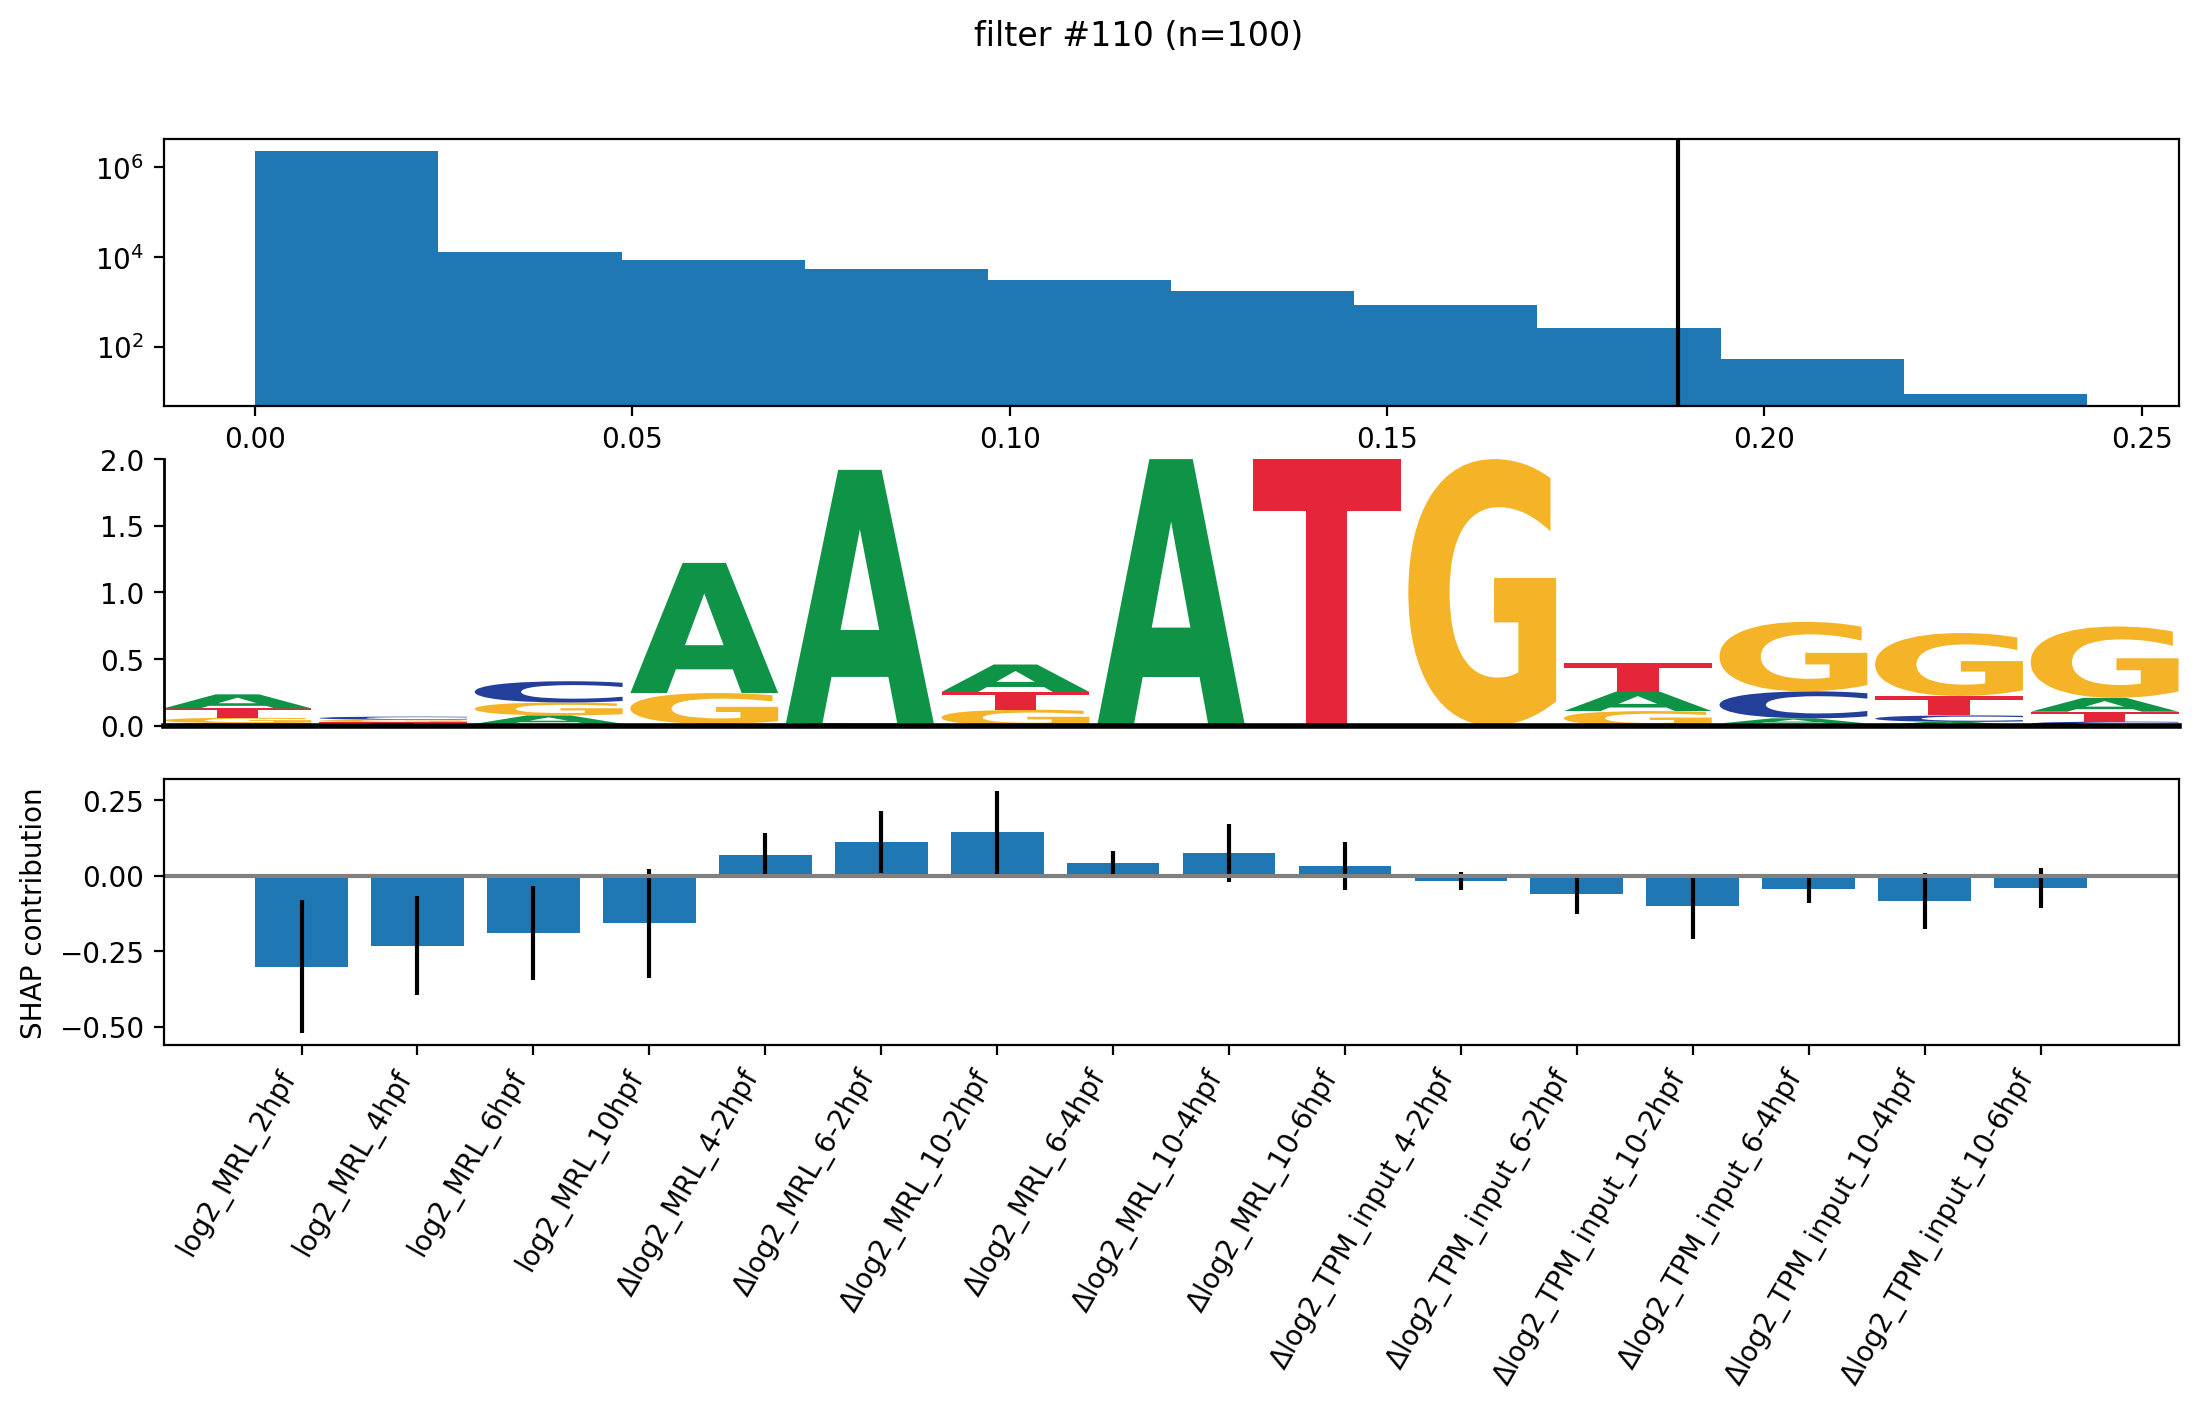 filter #110 (n=100)
10⁶
10⁴
10²
0.00 0.05 0.10 0.15 0.20 0.25
2.0
1.5
1.0
0.5
0.0
SHAP contribution
0.25
0.00
−0.25
−0.50
log2_MRL_2hpf
log2_MRL_4hpf
log2_MRL_6hpf
log2_MRL_10hpf
Δlog2_MRL_4-2hpf
Δlog2_MRL_6-2hpf
Δlog2_MRL_10-2hpf
Δlog2_MRL_6-4hpf
Δlog2_MRL_10-4hpf
Δlog2_MRL_10-6hpf
Δlog2_TPM_input_4-2hpf
Δlog2_TPM_input_6-2hpf
Δlog2_TPM_input_10-2hpf
Δlog2_TPM_input_6-4hpf
Δlog2_TPM_input_10-4hpf
Δlog2_TPM_input_10-6hpf